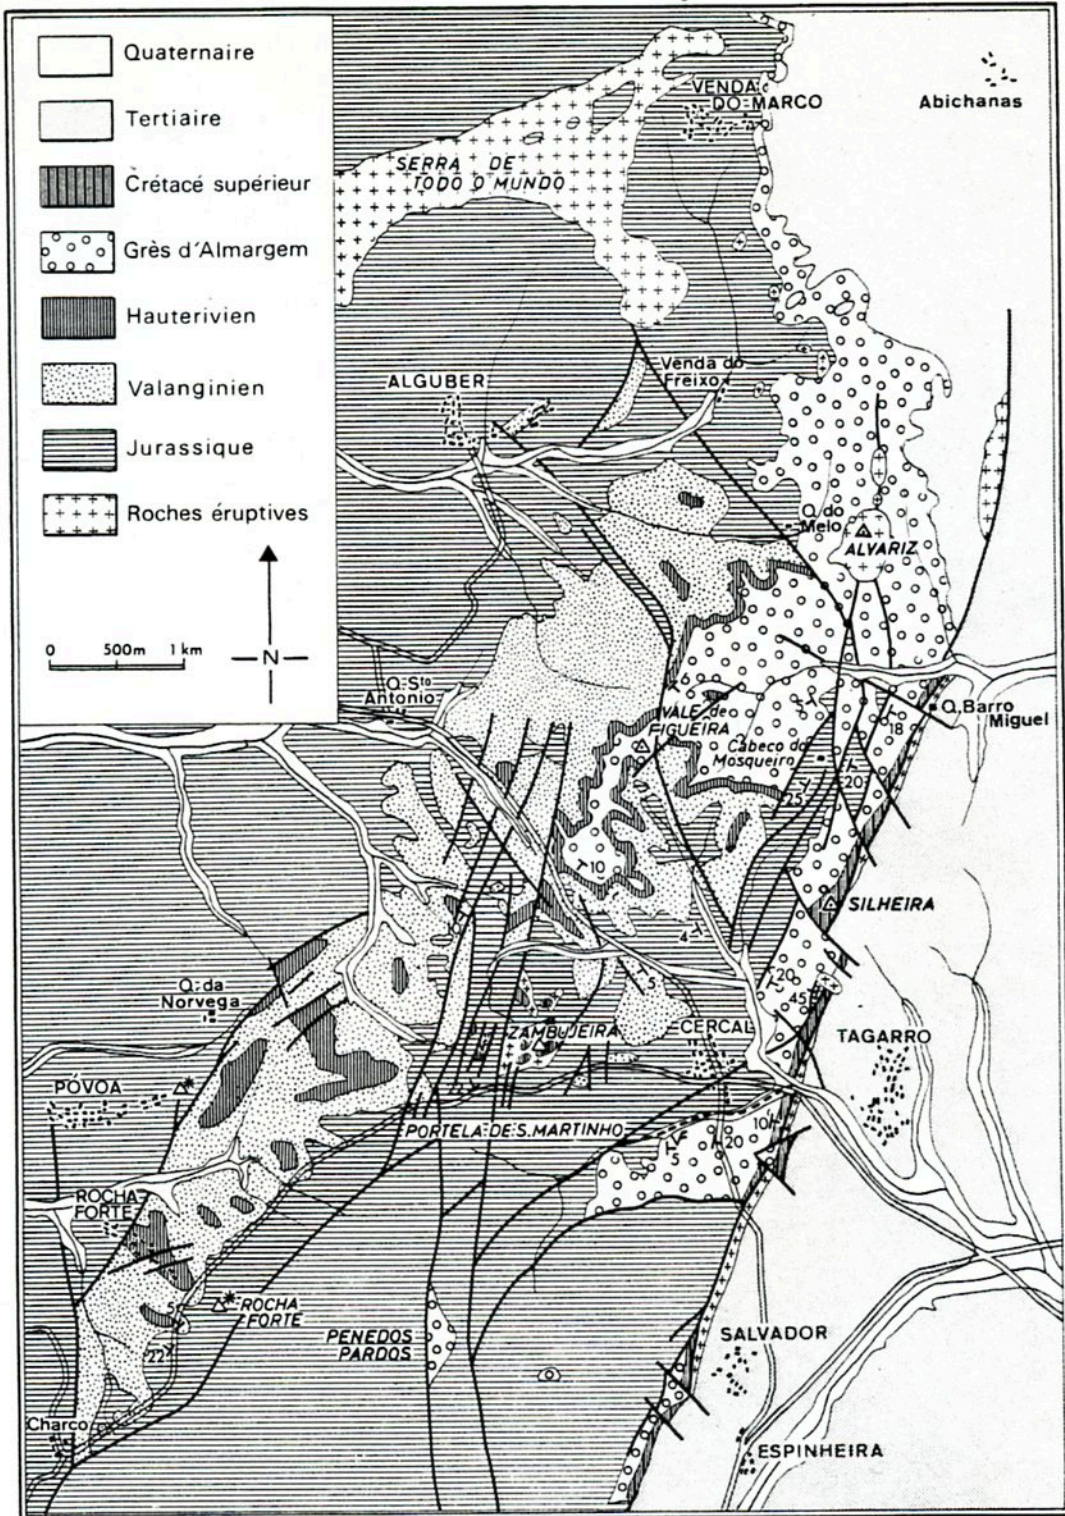 Quaternaire
Tertiaire
Crétacé supérieur
Grès d'Almargem
Hauterivien
Valanginien
Jurassique
Roches éruptives
0 500m 1 km
N
VENDA
DO MARCO
Abichanas
SERRA DE
TODO O MUNDO
ALGUBER
Venda do
Freixo
Q. do
Melo
ALVARIZ
Q. Sto
Antonio
VALE de
FIGUEIRA
5
Q. Barro
Miguel
18
Cabeço do
Mosqueiro
20
25
10
SILHEIRA
4
5
20
45
Q. da
Norvega
ZAMBUJEIRA
CERCAL
TAGARRO
PÓVOA
PORTELA DE S. MARTINHO
10
20
5
ROCHA
FORTE
5
ROCHA
FORTE
22
PENEDOS
PARDOS
SALVADOR
Charco
ESPINHEIRA